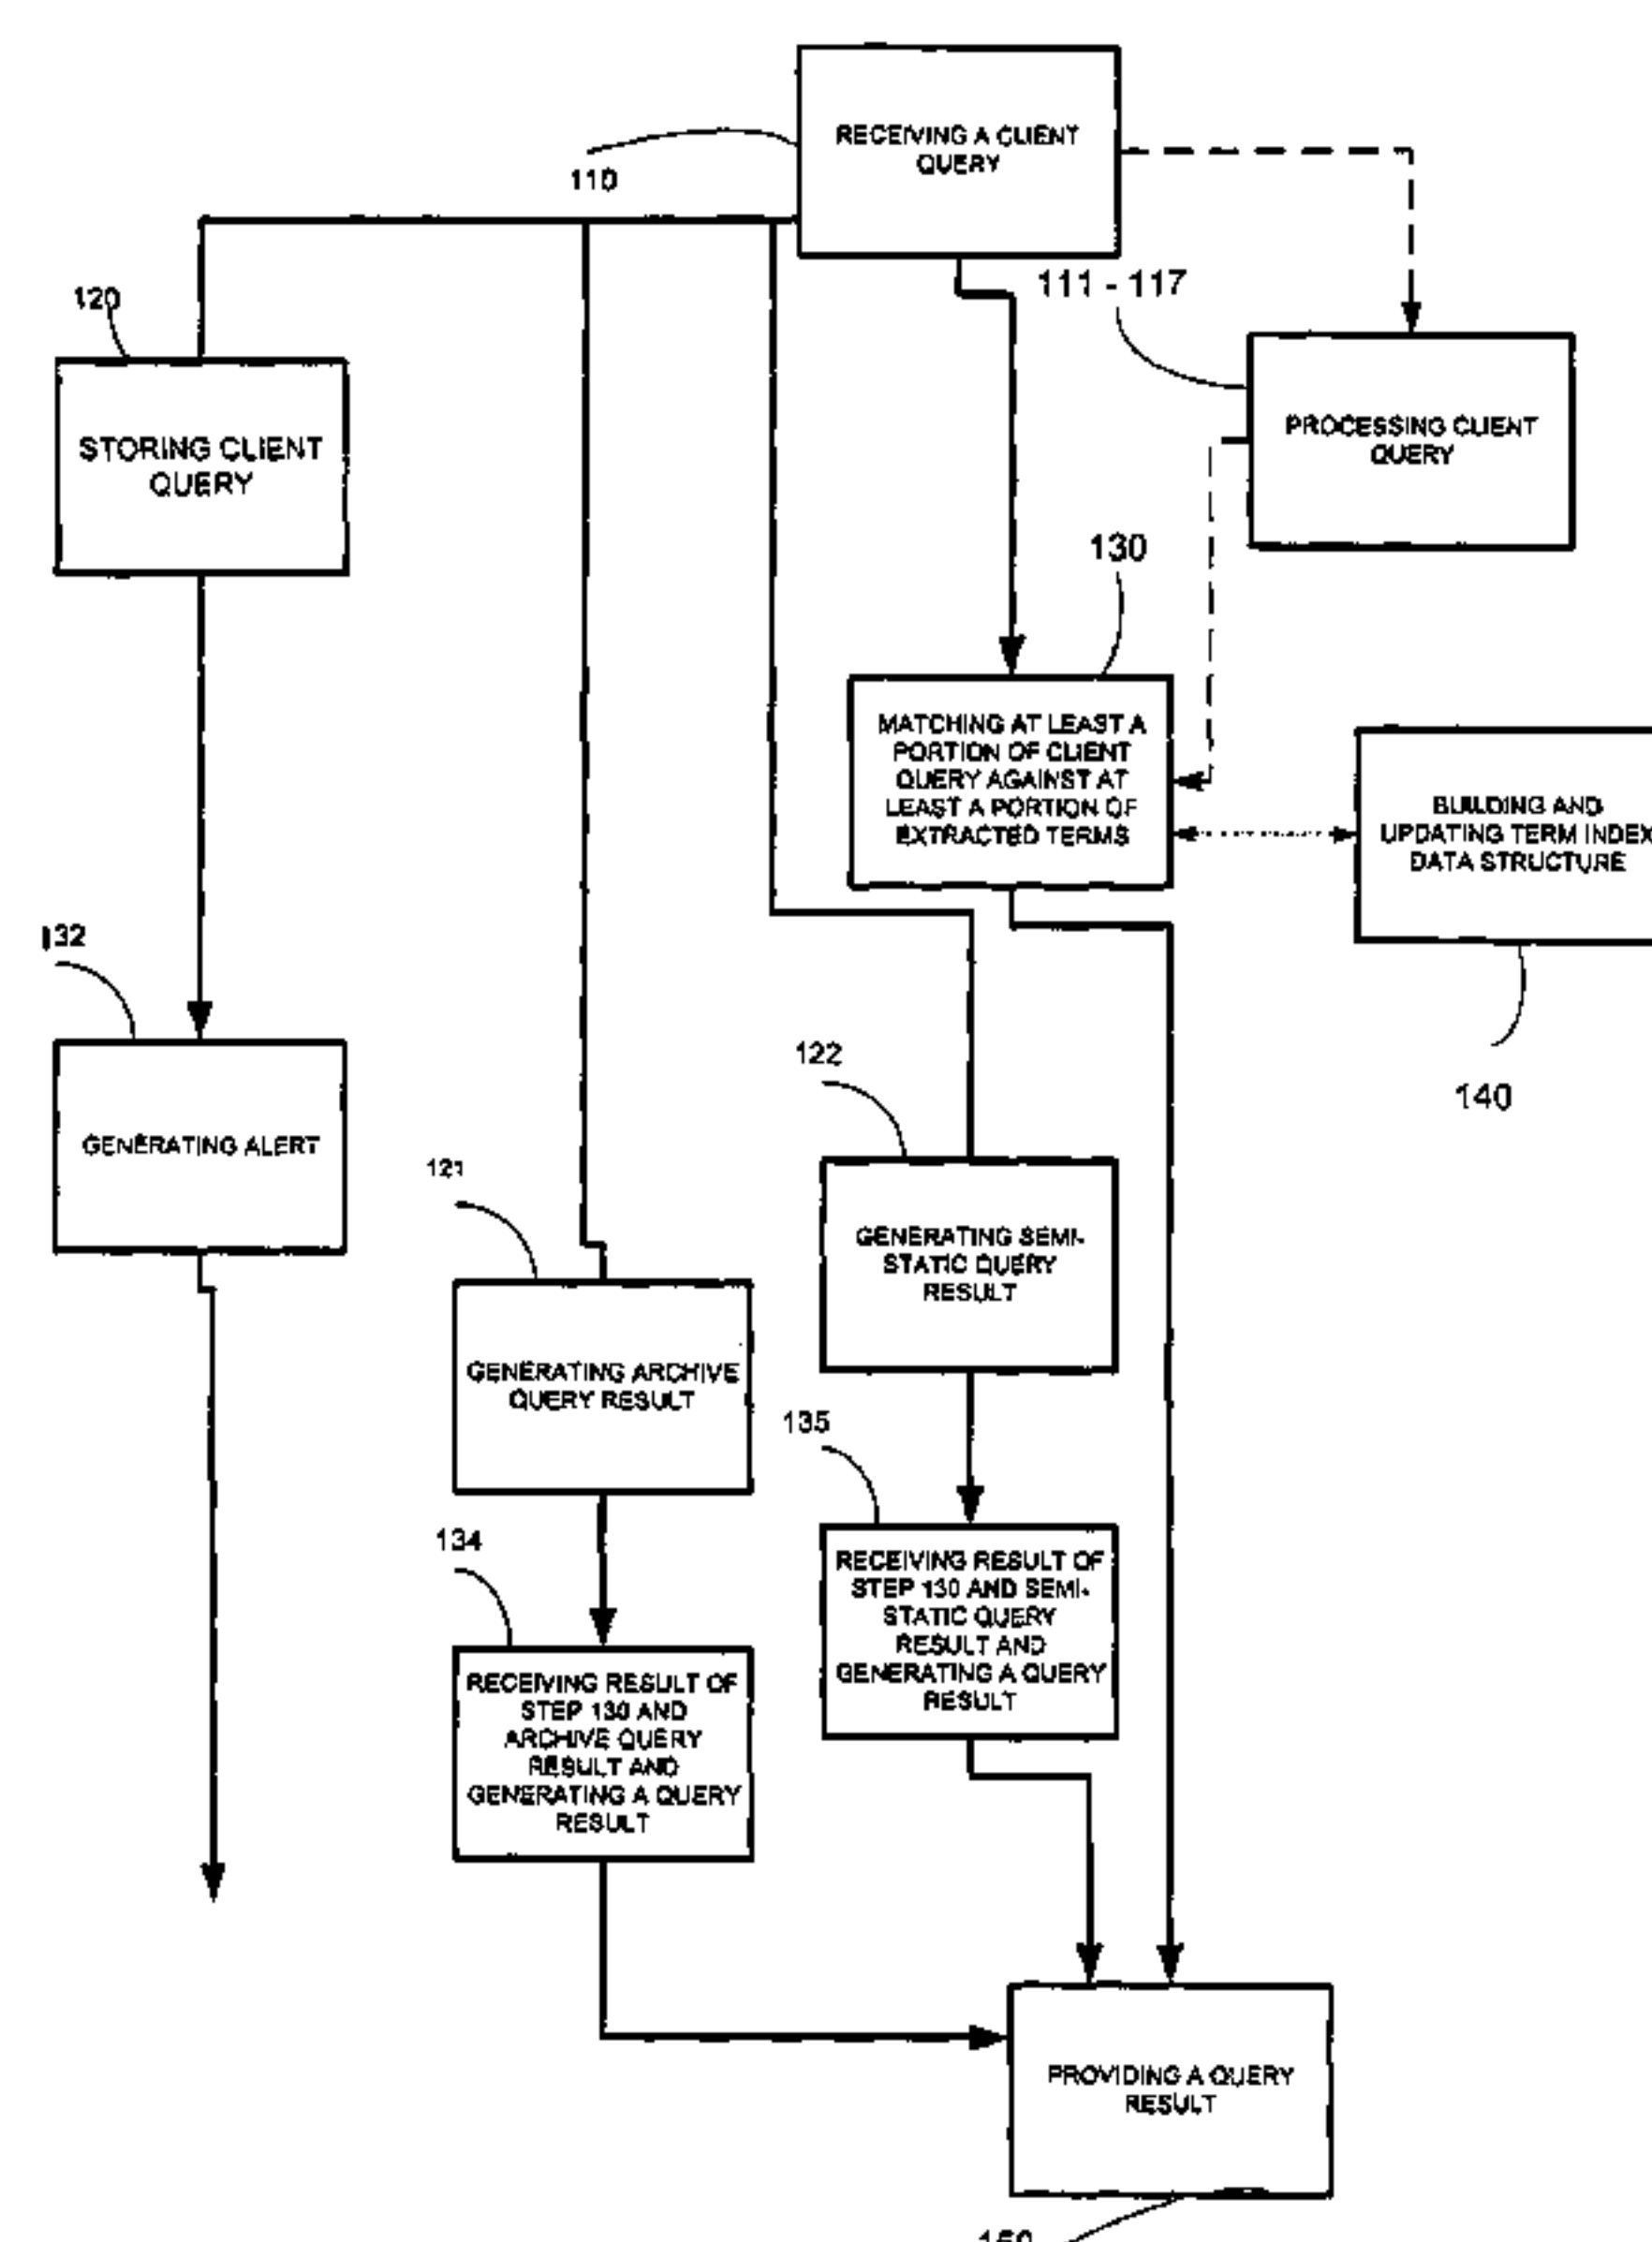 RECEIVING A CLIENT
QUERY
110
111 - 117
120
STORING CLIENT
QUERY
PROCESSING CLIENT
QUERY
130
MATCHING AT LEAST A
PORTION OF CLIENT
QUERY AGAINST AT
LEAST A PORTION OF
EXTRACTED TERMS
BUILDING AND
UPDATING TERM INDEX
DATA STRUCTURE
132
140
122
GENERATING ALERT
121
GENERATING SEMI-
STATIC QUERY
RESULT
GENERATING ARCHIVE
QUERY RESULT
135
134
RECEIVING RESULT OF
STEP 130 AND SEMI-
STATIC QUERY
RESULT AND
GENERATING A QUERY
RESULT
RECEIVING RESULT OF
STEP 130 AND
ARCHIVE QUERY
RESULT AND
GENERATING A QUERY
RESULT
PROVIDING A QUERY
RESULT